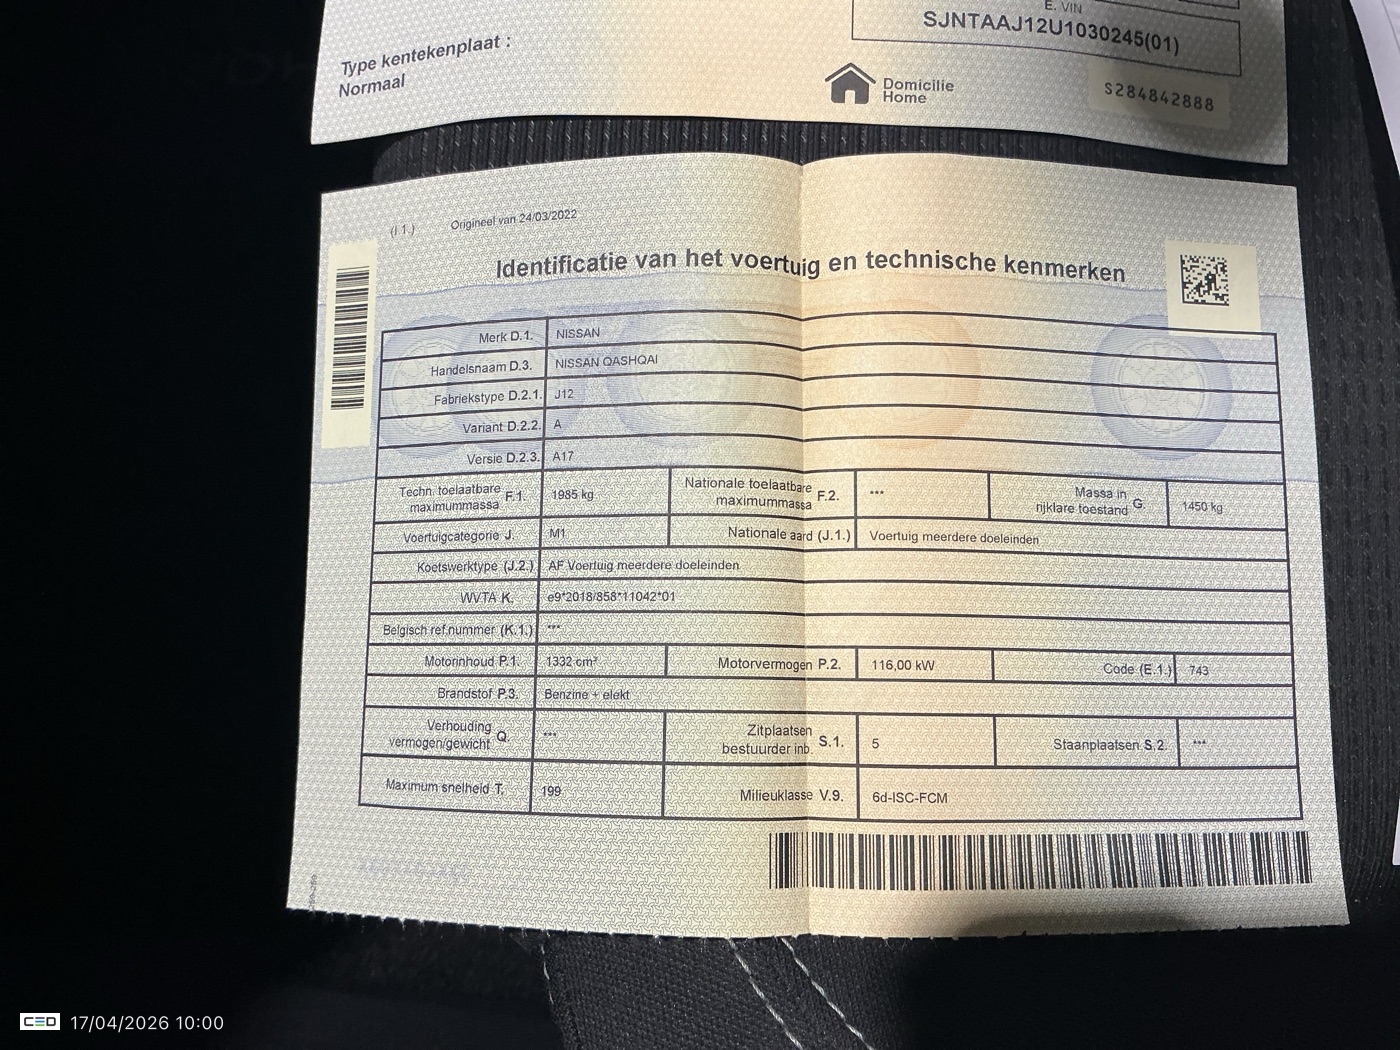 E. VIN
SJNTAAJ12U1030245(01)
Type kentekenplaat :
Normaal
Domicilie
Home
S284842888
(I.1.) Origineel van 24/03/2022
Identificatie van het voertuig en technische kenmerken
Merk D.1. NISSAN
Handelsnaam D.3. NISSAN QASHQAI
Fabriekstype D.2.1. J12
Variant D.2.2. A
Versie D.2.3. A17
Techn. toelaatbare maximummassa F.1. 1985 kg Nationale toelaatbare maximummassa F.2. *** Massa in rijklare toestand G. 1450 kg
Voertuigcategorie J. M1 Nationale aard (J.1.) Voertuig meerdere doeleinden
Koetswerktype (J.2.) AF Voertuig meerdere doeleinden
WVTA K. e9*2018/858*11042*01
Belgisch ref.nummer (K.1.) ***
Motorinhoud P.1. 1332 cm³ Motorvermogen P.2. 116,00 kW Code (E.1.) 743
Brandstof P.3. Benzine + elekt
Verhouding vermogen/gewicht Q. *** Zitplaatsen bestuurder inb. S.1. 5 Staanplaatsen S.2. ***
Maximum snelheid T. 199 Milieuklasse V.9. 6d-ISC-FCM
CED 17/04/2026 10:00